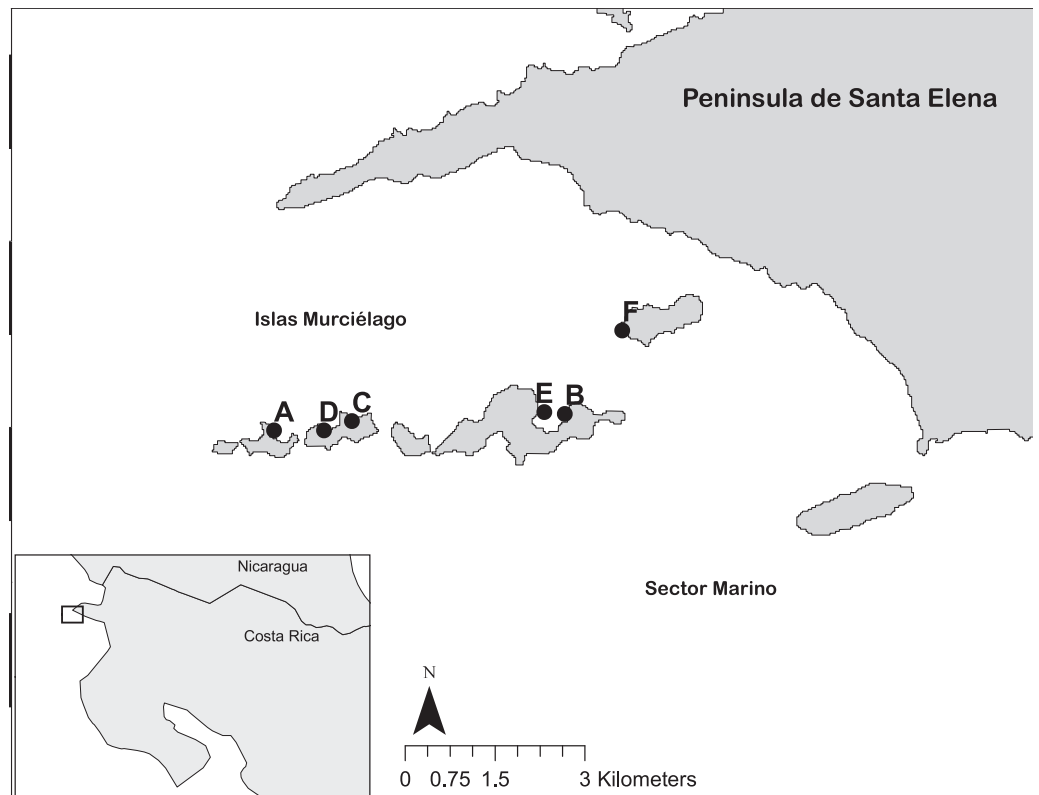 Peninsula de Santa Elena
F
Islas Murciélago
A
D
C
E
B
Sector Marino
Nicaragua
Costa Rica
N
0 0.75 1.5 3 Kilometers